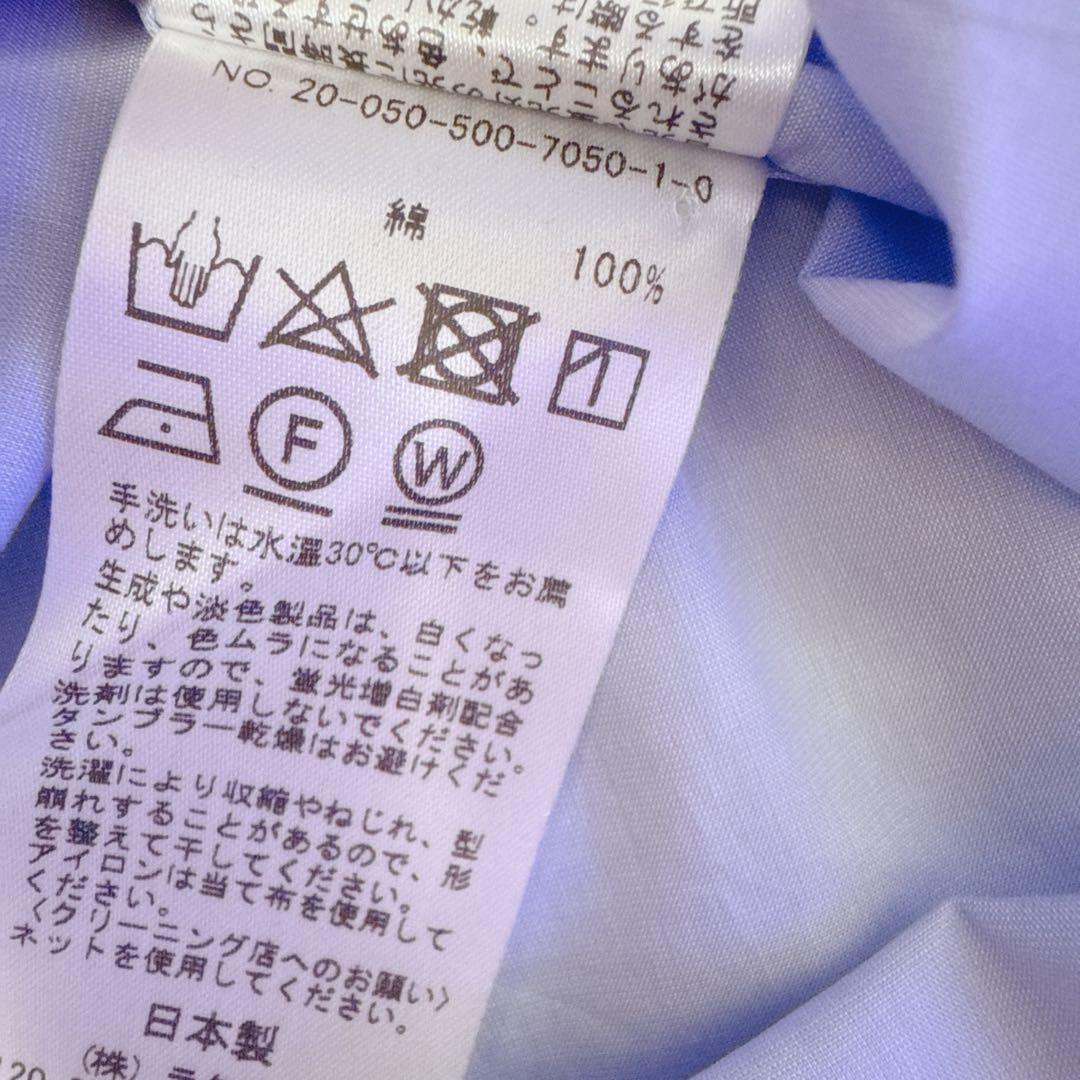 NO. 20-050-500-7050-1-0
綿
100%
F
W
手洗いは水温30℃以下をお薦
めします。
生成や淡色製品は、白くなっ
たり、色ムラになることがあ
りますので、蛍光増白剤配合
洗剤は使用しないでください。
タンブラー乾燥はお避けくだ
さい。
洗濯により収縮やねじれ、型
崩れすることがあるので、形
を整えて干してください。
アイロンは当て布を使用して
ください。
〈クリーニング店へのお願い〉
ネットを使用してください。
日本製
(株)